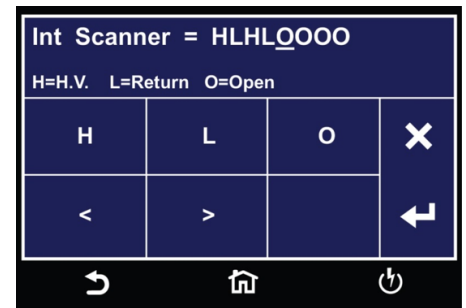 Int Scanner = HLHLOOOO
H=H.V. L=Return O=Open
H L O
< >